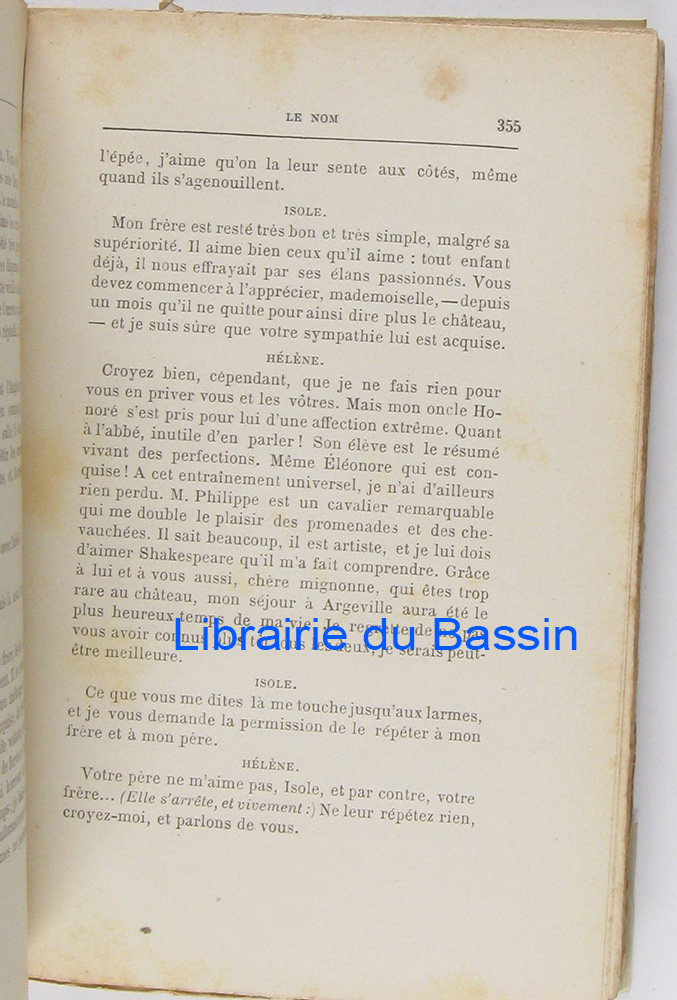 LE NOM 355
l'épée, j'aime qu'on la leur sente aux côtés, même
quand ils s'agenouillent.
ISOLE.
Mon frère est resté très bon et très simple, malgré sa
supériorité. Il aime bien ceux qu'il aime : tout enfant
déjà, il nous effrayait par ses élans passionnés. Vous
devez commencer à l'apprécier, mademoiselle, — depuis
un mois qu'il ne quitte pour ainsi dire plus le château,
— et je suis sûre que votre sympathie lui est acquise.
HÉLÈNE.
Croyez bien, cependant, que je ne fais rien pour
vous en priver vous et les vôtres. Mais mon oncle Ho-
noré s'est pris pour lui d'une affection extrême. Quant
à l'abbé, inutile d'en parler ! Son élève est le résumé
vivant des perfections. Même Éléonore qui est con-
quise ! A cet entraînement universel, je n'ai d'ailleurs
rien perdu. M. Philippe est un cavalier remarquable
qui me double le plaisir des promenades et des che-
vauchées. Il sait beaucoup, il est artiste, et je lui dois
d'aimer Shakespeare qu'il m'a fait comprendre. Grâce
à lui et à vous aussi, chère mignonne, qui êtes trop
rare au château, mon séjour à Argeville aura été le
plus heureux temps de ma vie. Je regrette de ne pas
vous avoir connus plus tôt tous les deux, je serais peut-
être meilleure.
Librairie du Bassin
ISOLE.
Ce que vous me dites là me touche jusqu'aux larmes,
et je vous demande la permission de le répéter à mon
frère et à mon père.
HÉLÈNE.
Votre père ne m'aime pas, Isole, et par contre, votre
frère... (Elle s'arrête, et vivement :) Ne leur répétez rien,
croyez-moi, et parlons de vous.